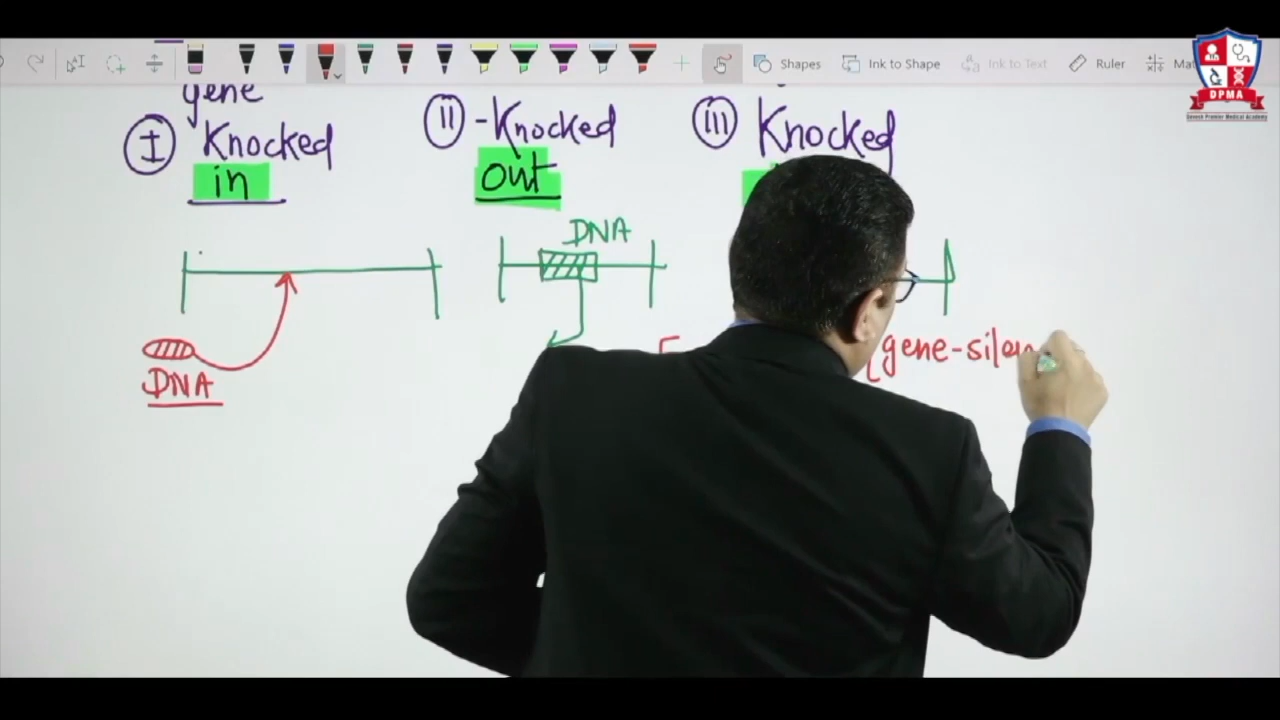 Shapes
Ink to Shape
Ink to Text
Ruler
DPMA
gene
I Knocked
in
ii - Knocked
out
iii Knocked
DNA
DNA
gene-silen